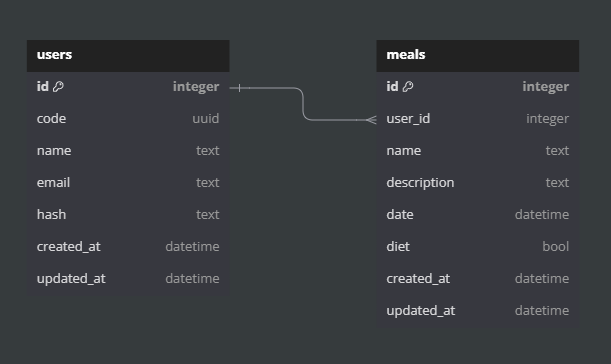 users
id integer
code uuid
name text
email text
hash text
created_at datetime
updated_at datetime
meals
id integer
user_id integer
name text
description text
date datetime
diet bool
created_at datetime
updated_at datetime